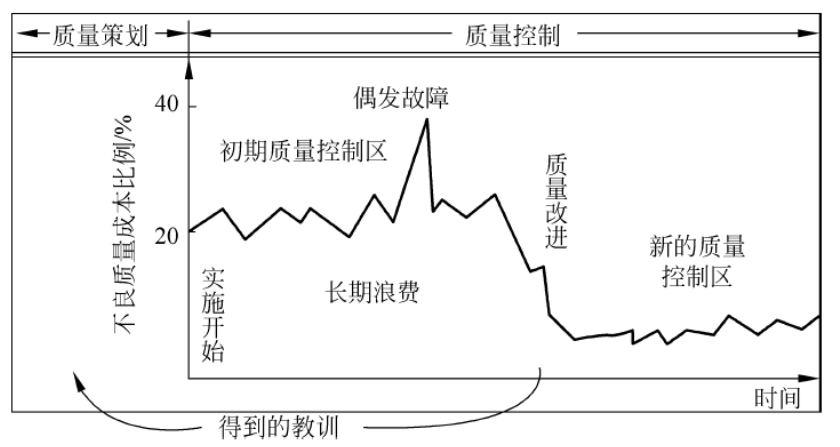 质量策划
质量控制
40
偶发故障
初期质量控制区
不良质量成本比例/%
质量改进
20
新的质量
控制区
实施开始
长期浪费
时间
得到的教训